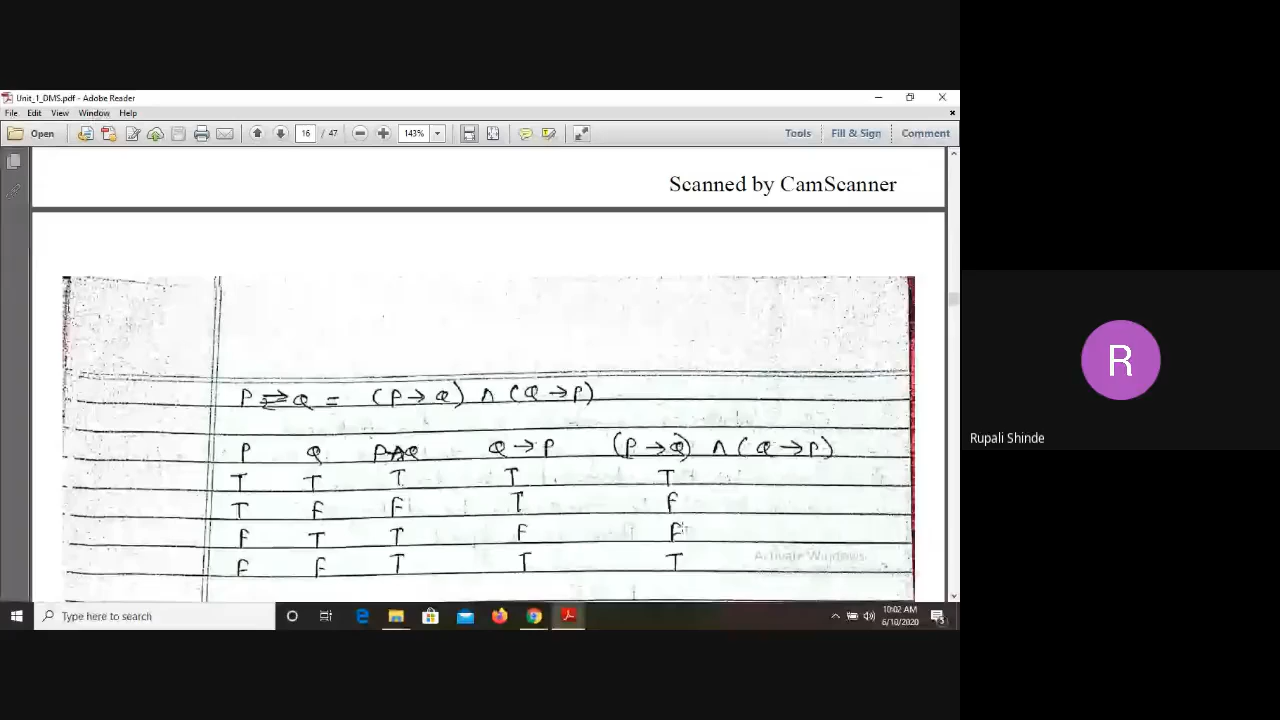 Unit_1_DMS.pdf - Adobe Reader
File Edit View Window Help
Open 16 / 47 143% Tools Fill & Sign Comment
Scanned by CamScanner
P ⇄ Q = (P → Q) ∧ (Q → P)
P Q P→Q Q → P (P → Q) ∧ (Q → P)
T T T T T
T F F T F
F T T F F
F F T T T
Activate Windows
R
Rupali Shinde
Type here to search
10:02 AM
6/10/2020